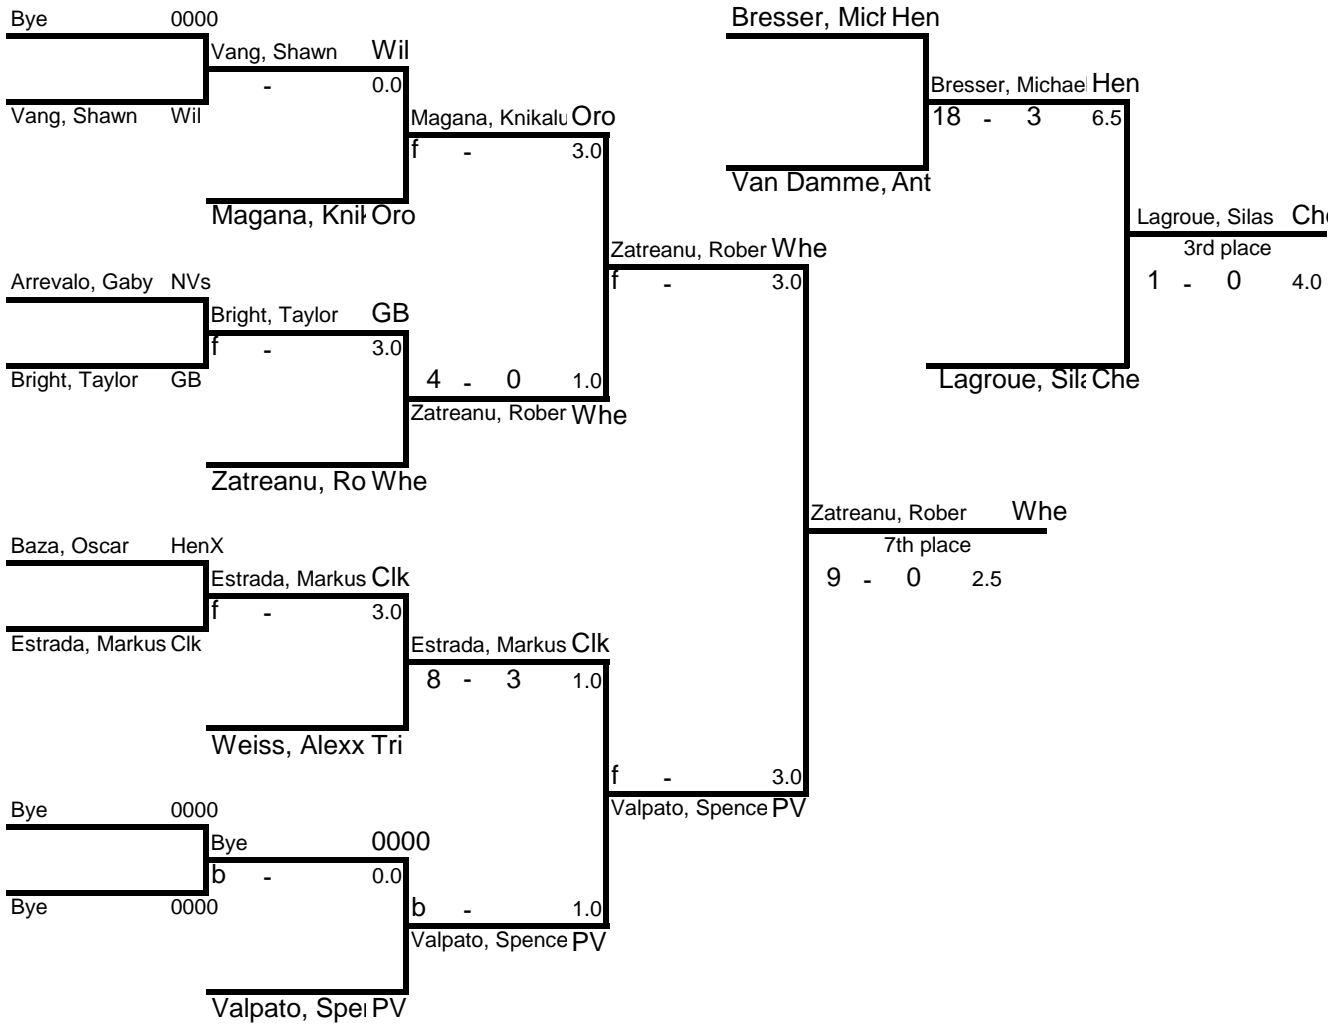 Bye 0000
Vang, Shawn Wil
- 0.0
Vang, Shawn Wil
Magana, Knikalu Oro
f - 3.0
Magana, Knik Oro
Arrevalo, Gaby NVs
Bright, Taylor GB
f - 3.0
Bright, Taylor GB
4 - 0 1.0
Zatreanu, Rober Whe
Zatreanu, Ro Whe
Zatreanu, Rober Whe
f - 3.0
Baza, Oscar HenX
Estrada, Markus Clk
f - 3.0
Estrada, Markus Clk
Estrada, Markus Clk
8 - 3 1.0
Weiss, Alexx Tri
f - 3.0
Valpato, Spence PV
Bye 0000
Bye 0000
b - 0.0
Bye 0000
b - 1.0
Valpato, Spence PV
Valpato, Spe PV
Zatreanu, Rober Whe
7th place
9 - 0 2.5
Bresser, Mich Hen
Bresser, Michael Hen
18 - 3 6.5
Van Damme, Ant
Lagroue, Silas Che
3rd place
1 - 0 4.0
Lagroue, Sila Che